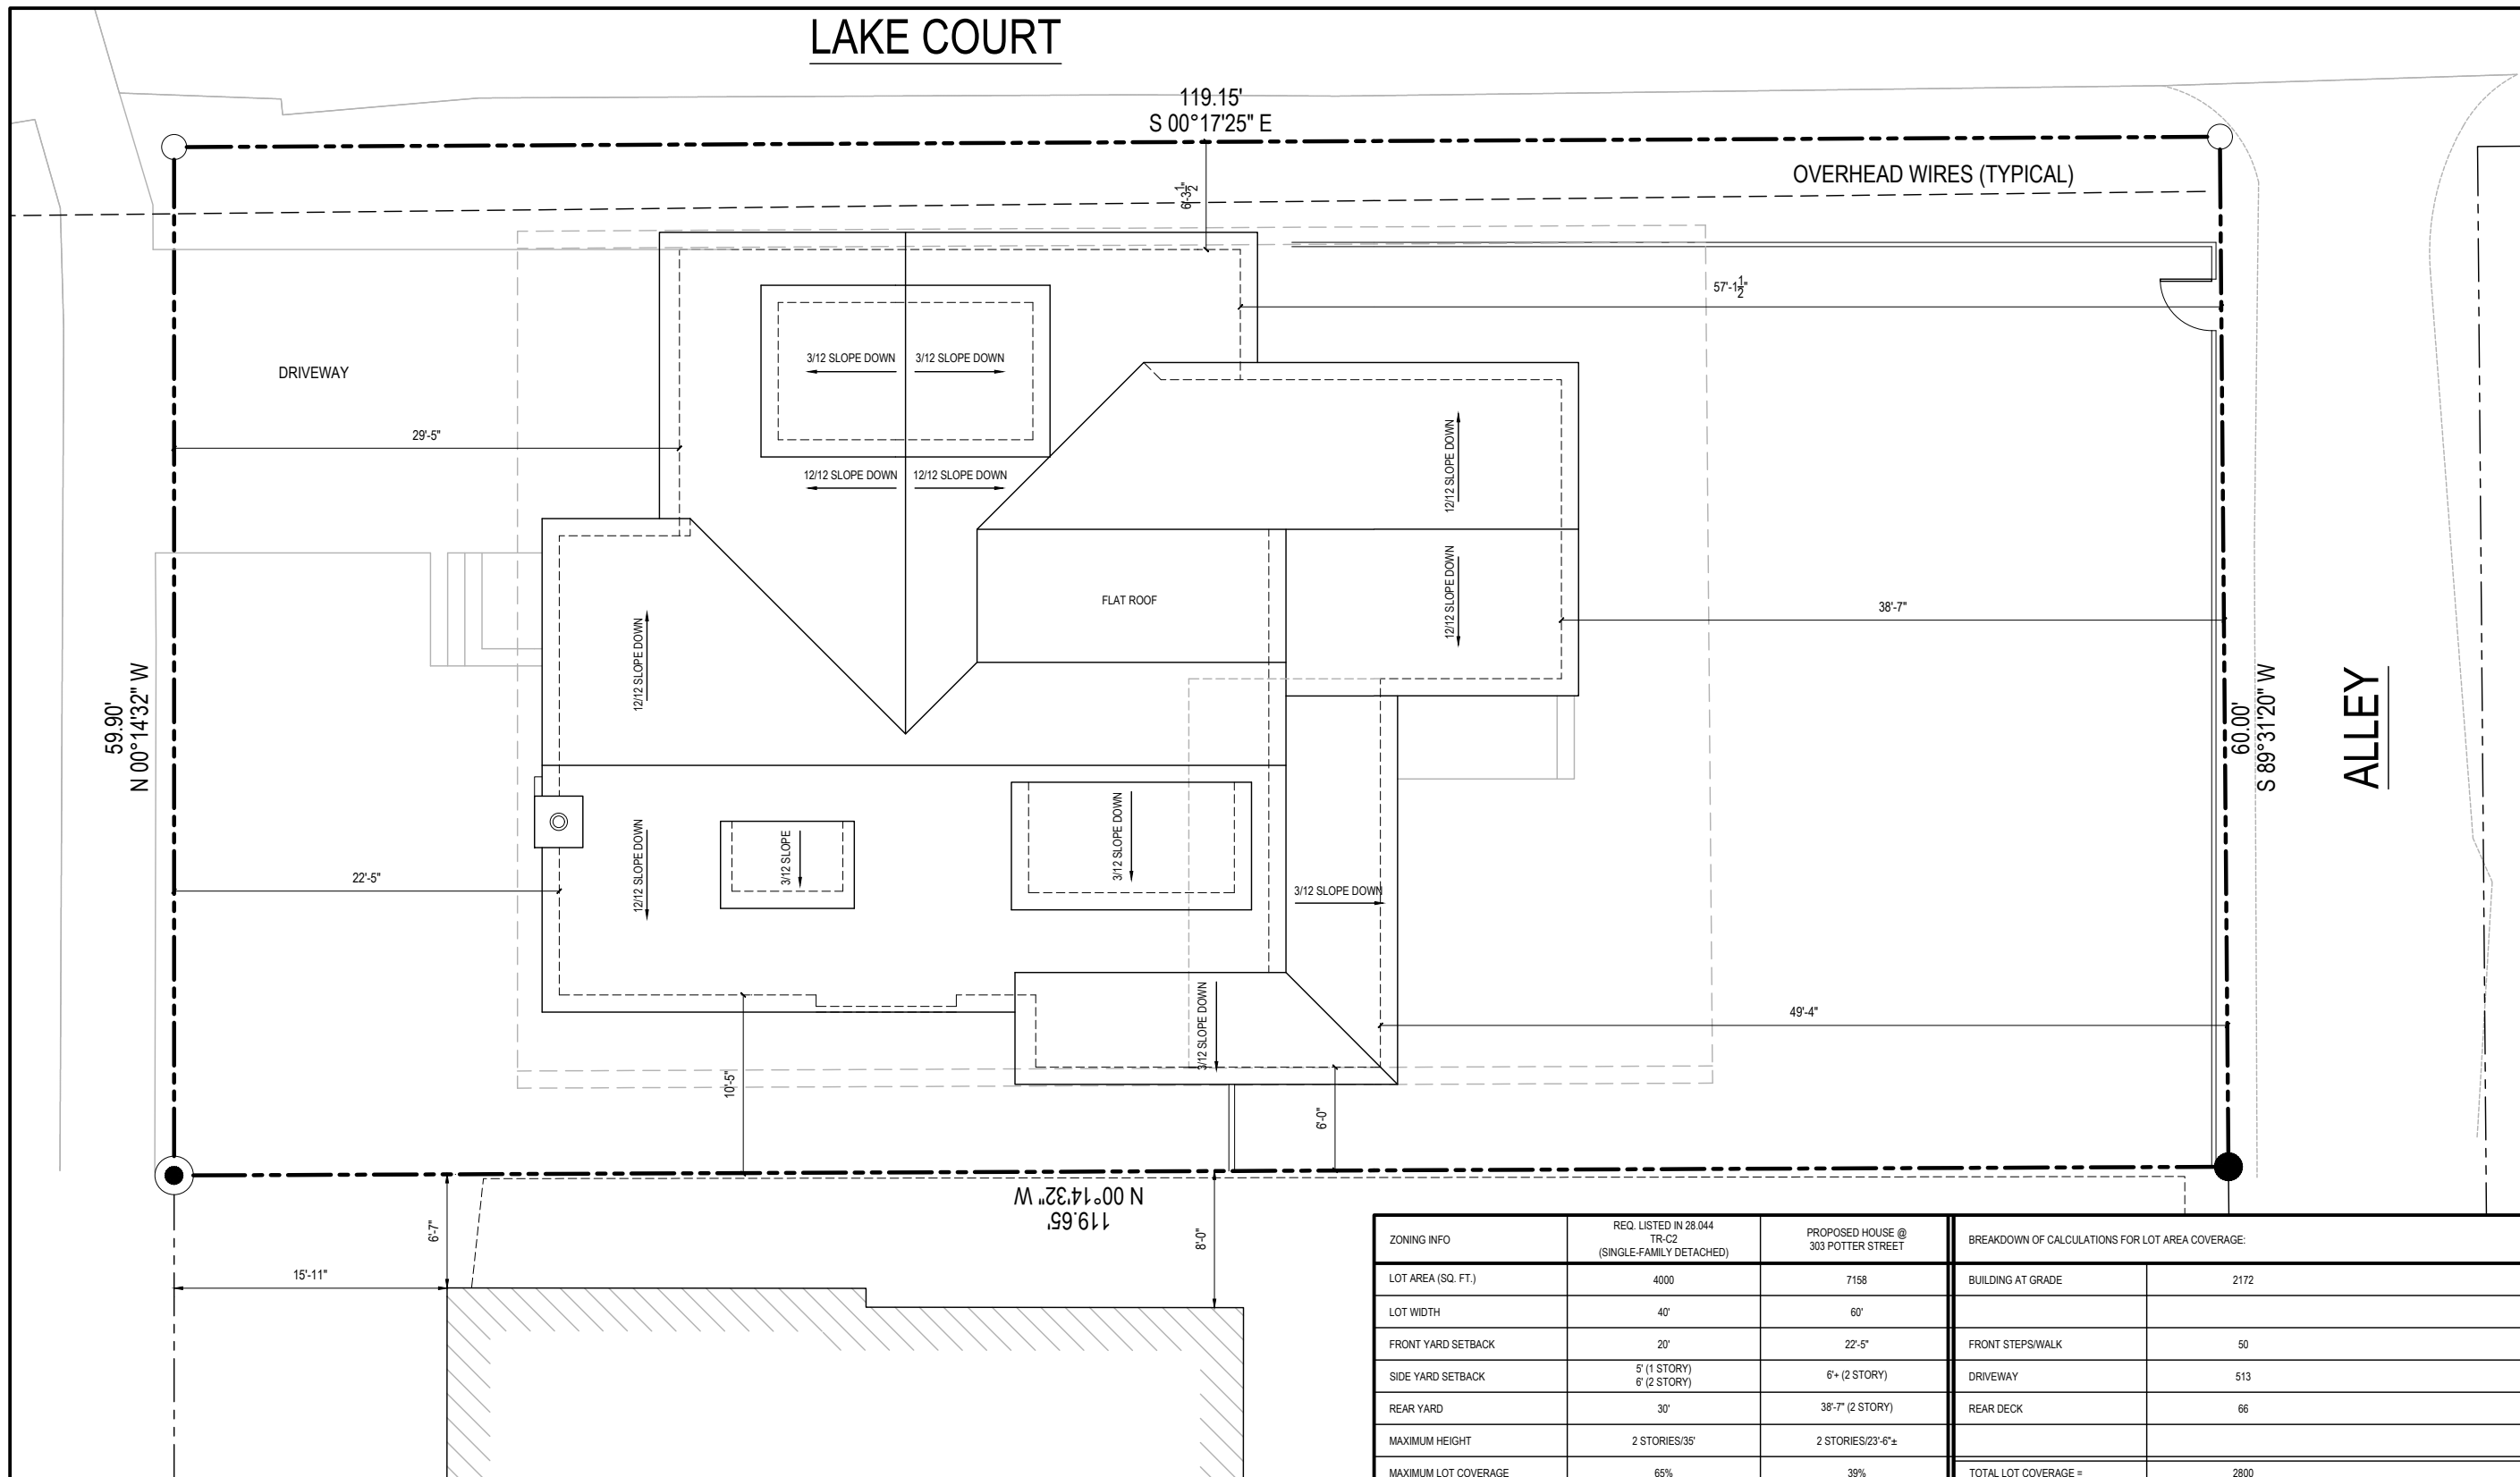 LAKE COURT
119.15'
S 00°17'25" E
OVERHEAD WIRES (TYPICAL)
6'-3 1/2"
57'-1 1/2"
DRIVEWAY
3/12 SLOPE DOWN
3/12 SLOPE DOWN
29'-5"
12/12 SLOPE DOWN
12/12 SLOPE DOWN
12/12 SLOPE DOWN
12/12 SLOPE DOWN
FLAT ROOF
38'-7"
12/12 SLOPE DOWN
59.90'
N 00°14'32" W
60.00'
S 89°31'20" W
ALLEY
12/12 SLOPE DOWN
3/12 SLOPE
3/12 SLOPE DOWN
22'-5"
3/12 SLOPE DOWN
3/12 SLOPE DOWN
49'-4"
10'-5"
6'-0"
N 00°14'32" W
119.65'
6'-7"
8'-0"
15'-11"
ZONING INFO
REQ. LISTED IN 28.044
TR-C2
(SINGLE-FAMILY DETACHED)
PROPOSED HOUSE @
303 POTTER STREET
BREAKDOWN OF CALCULATIONS FOR LOT AREA COVERAGE:
LOT AREA (SQ. FT.) 4000 7158 BUILDING AT GRADE 2172
LOT WIDTH 40' 60'
FRONT YARD SETBACK 20' 22'-5" FRONT STEPS/WALK 50
SIDE YARD SETBACK
5' (1 STORY)
6' (2 STORY)
6'+ (2 STORY)
DRIVEWAY 513
REAR YARD 30' 38'-7" (2 STORY) REAR DECK 66
MAXIMUM HEIGHT 2 STORIES/35' 2 STORIES/23'-6"±
MAXIMUM LOT COVERAGE 65% 39% TOTAL LOT COVERAGE = 2800